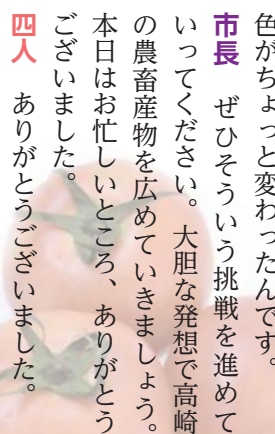 色がちょっと変わったんです。
市長　ぜひそういう挑戦を進めて
いってください。大胆な発想で高崎
の農畜産物を広めていきましょう。
本日はお忙しいところ、ありがとう
ございました。
四人　ありがとうございました。